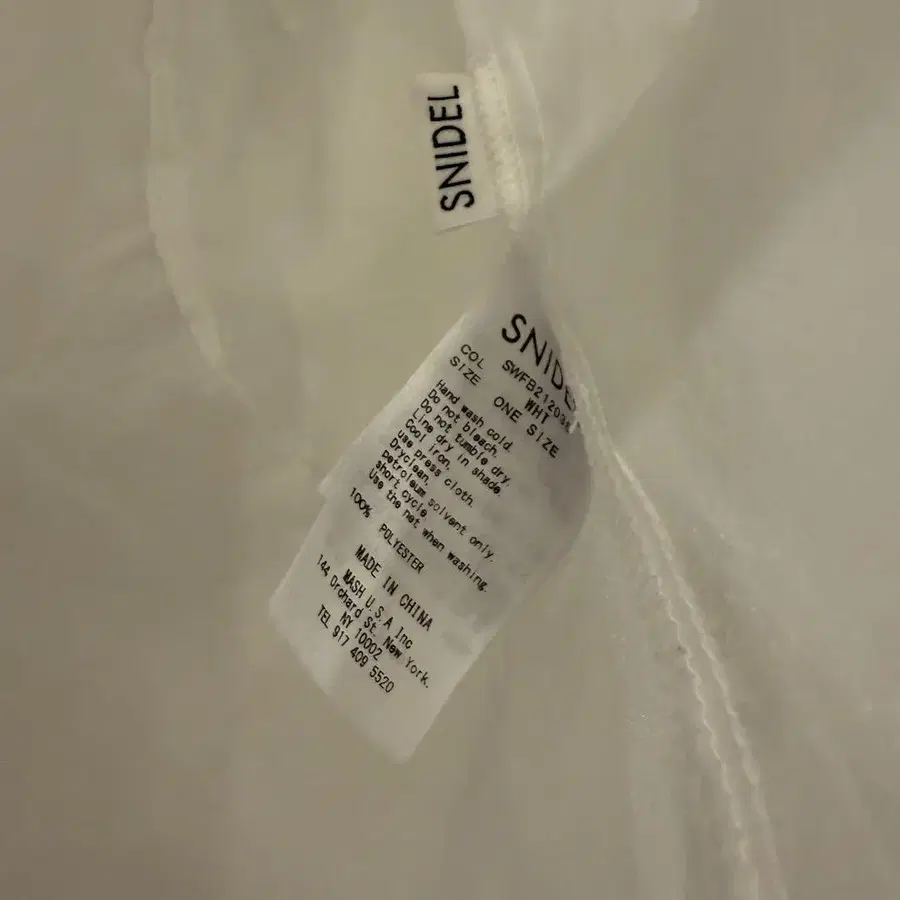 SNIDEL
SNIDEL
SWFB21203
COL WHT
SIZE ONE SIZE
Hand wash cold.
Do not bleach.
Do not tumble dry.
Line dry in shade.
Cool iron,
use press cloth.
Dryclean,
petroleum solvent only.
short cycle.
Use the net when washing.
100% POLYESTER
MADE IN CHINA
MASH U.S.A Inc
144 Orchard St. New York.
NY 10002
TEL 917 409 5520